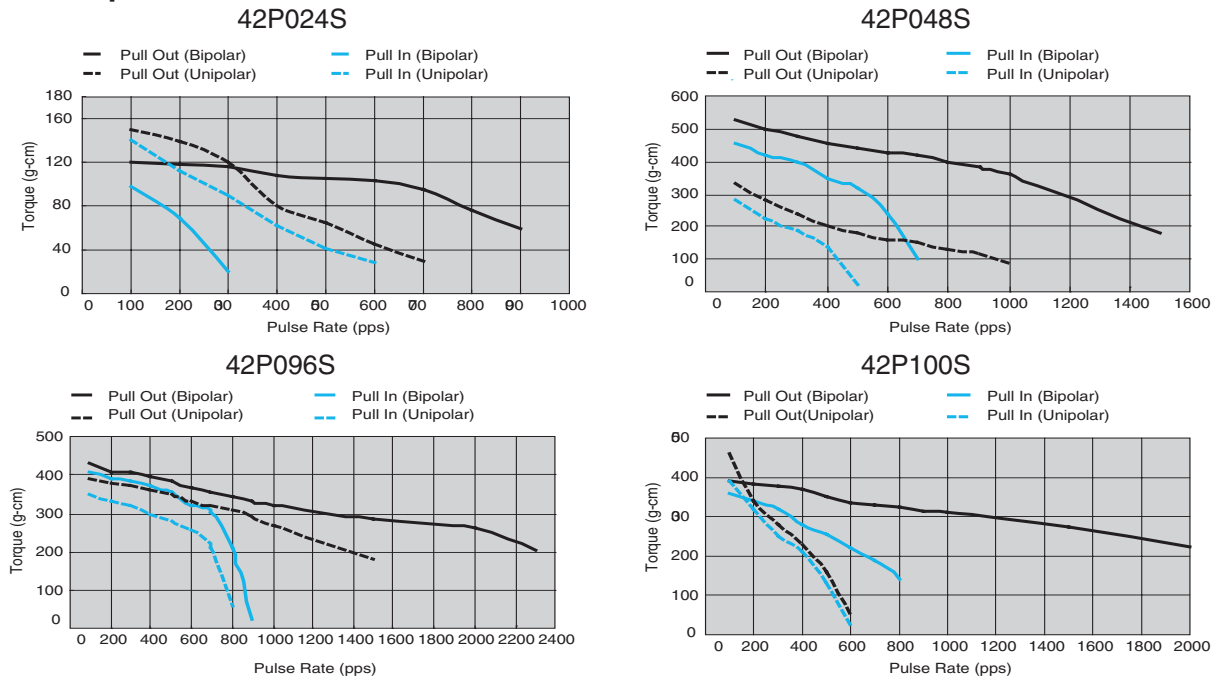 42P024S
Pull Out (Bipolar) Pull In (Bipolar)
Pull Out (Unipolar) Pull In (Unipolar)
180
160
120
80
40
0
Torque (g-cm)
0 100 200 400 600 800 1000
Pulse Rate (pps)
42P048S
Pull Out (Bipolar) Pull In (Bipolar)
Pull Out (Unipolar) Pull In (Unipolar)
600
500
400
300
200
100
0
Torque (g-cm)
0 200 400 600 800 1000 1200 1400 1600
Pulse Rate (pps)
42P096S
Pull Out (Bipolar) Pull In (Bipolar)
Pull Out (Unipolar) Pull In (Unipolar)
500
400
300
200
100
0
Torque (g-cm)
0 200 400 600 800 1000 1200 1400 1600 1800 2000 2200 2400
Pulse Rate (pps)
42P100S
Pull Out (Bipolar) Pull In (Bipolar)
Pull Out(Unipolar) Pull In (Unipolar)
400
200
100
0
Torque (g-cm)
0 200 400 600 800 1000 1200 1400 1600 1800 2000
Pulse Rate (pps)